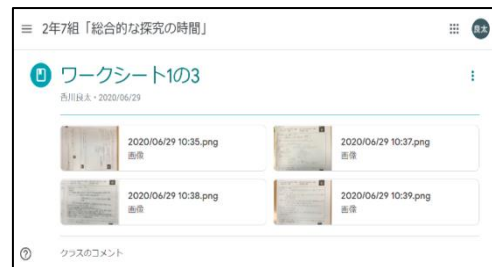 2年7組「総合的な探究の時間」
良太
ワークシート1の3
西川良太・2020/06/29
2020/06/29 10:35.png
画像
2020/06/29 10:37.png
画像
2020/06/29 10:38.png
画像
2020/06/29 10:39.png
画像
クラスのコメント